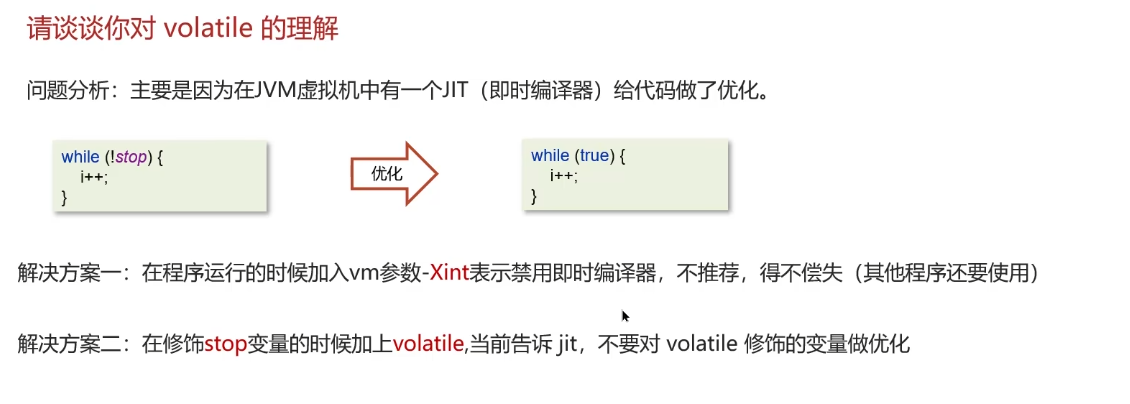 请谈谈你对 volatile 的理解
问题分析：主要是因为在JVM虚拟机中有一个JIT（即时编译器）给代码做了优化。
while (!stop) {
i++;
}
优化
while (true) {
i++;
}
解决方案一：在程序运行的时候加入vm参数-Xint表示禁用即时编译器，不推荐，得不偿失（其他程序还要使用）
解决方案二：在修饰stop变量的时候加上volatile,当前告诉 jit，不要对 volatile 修饰的变量做优化